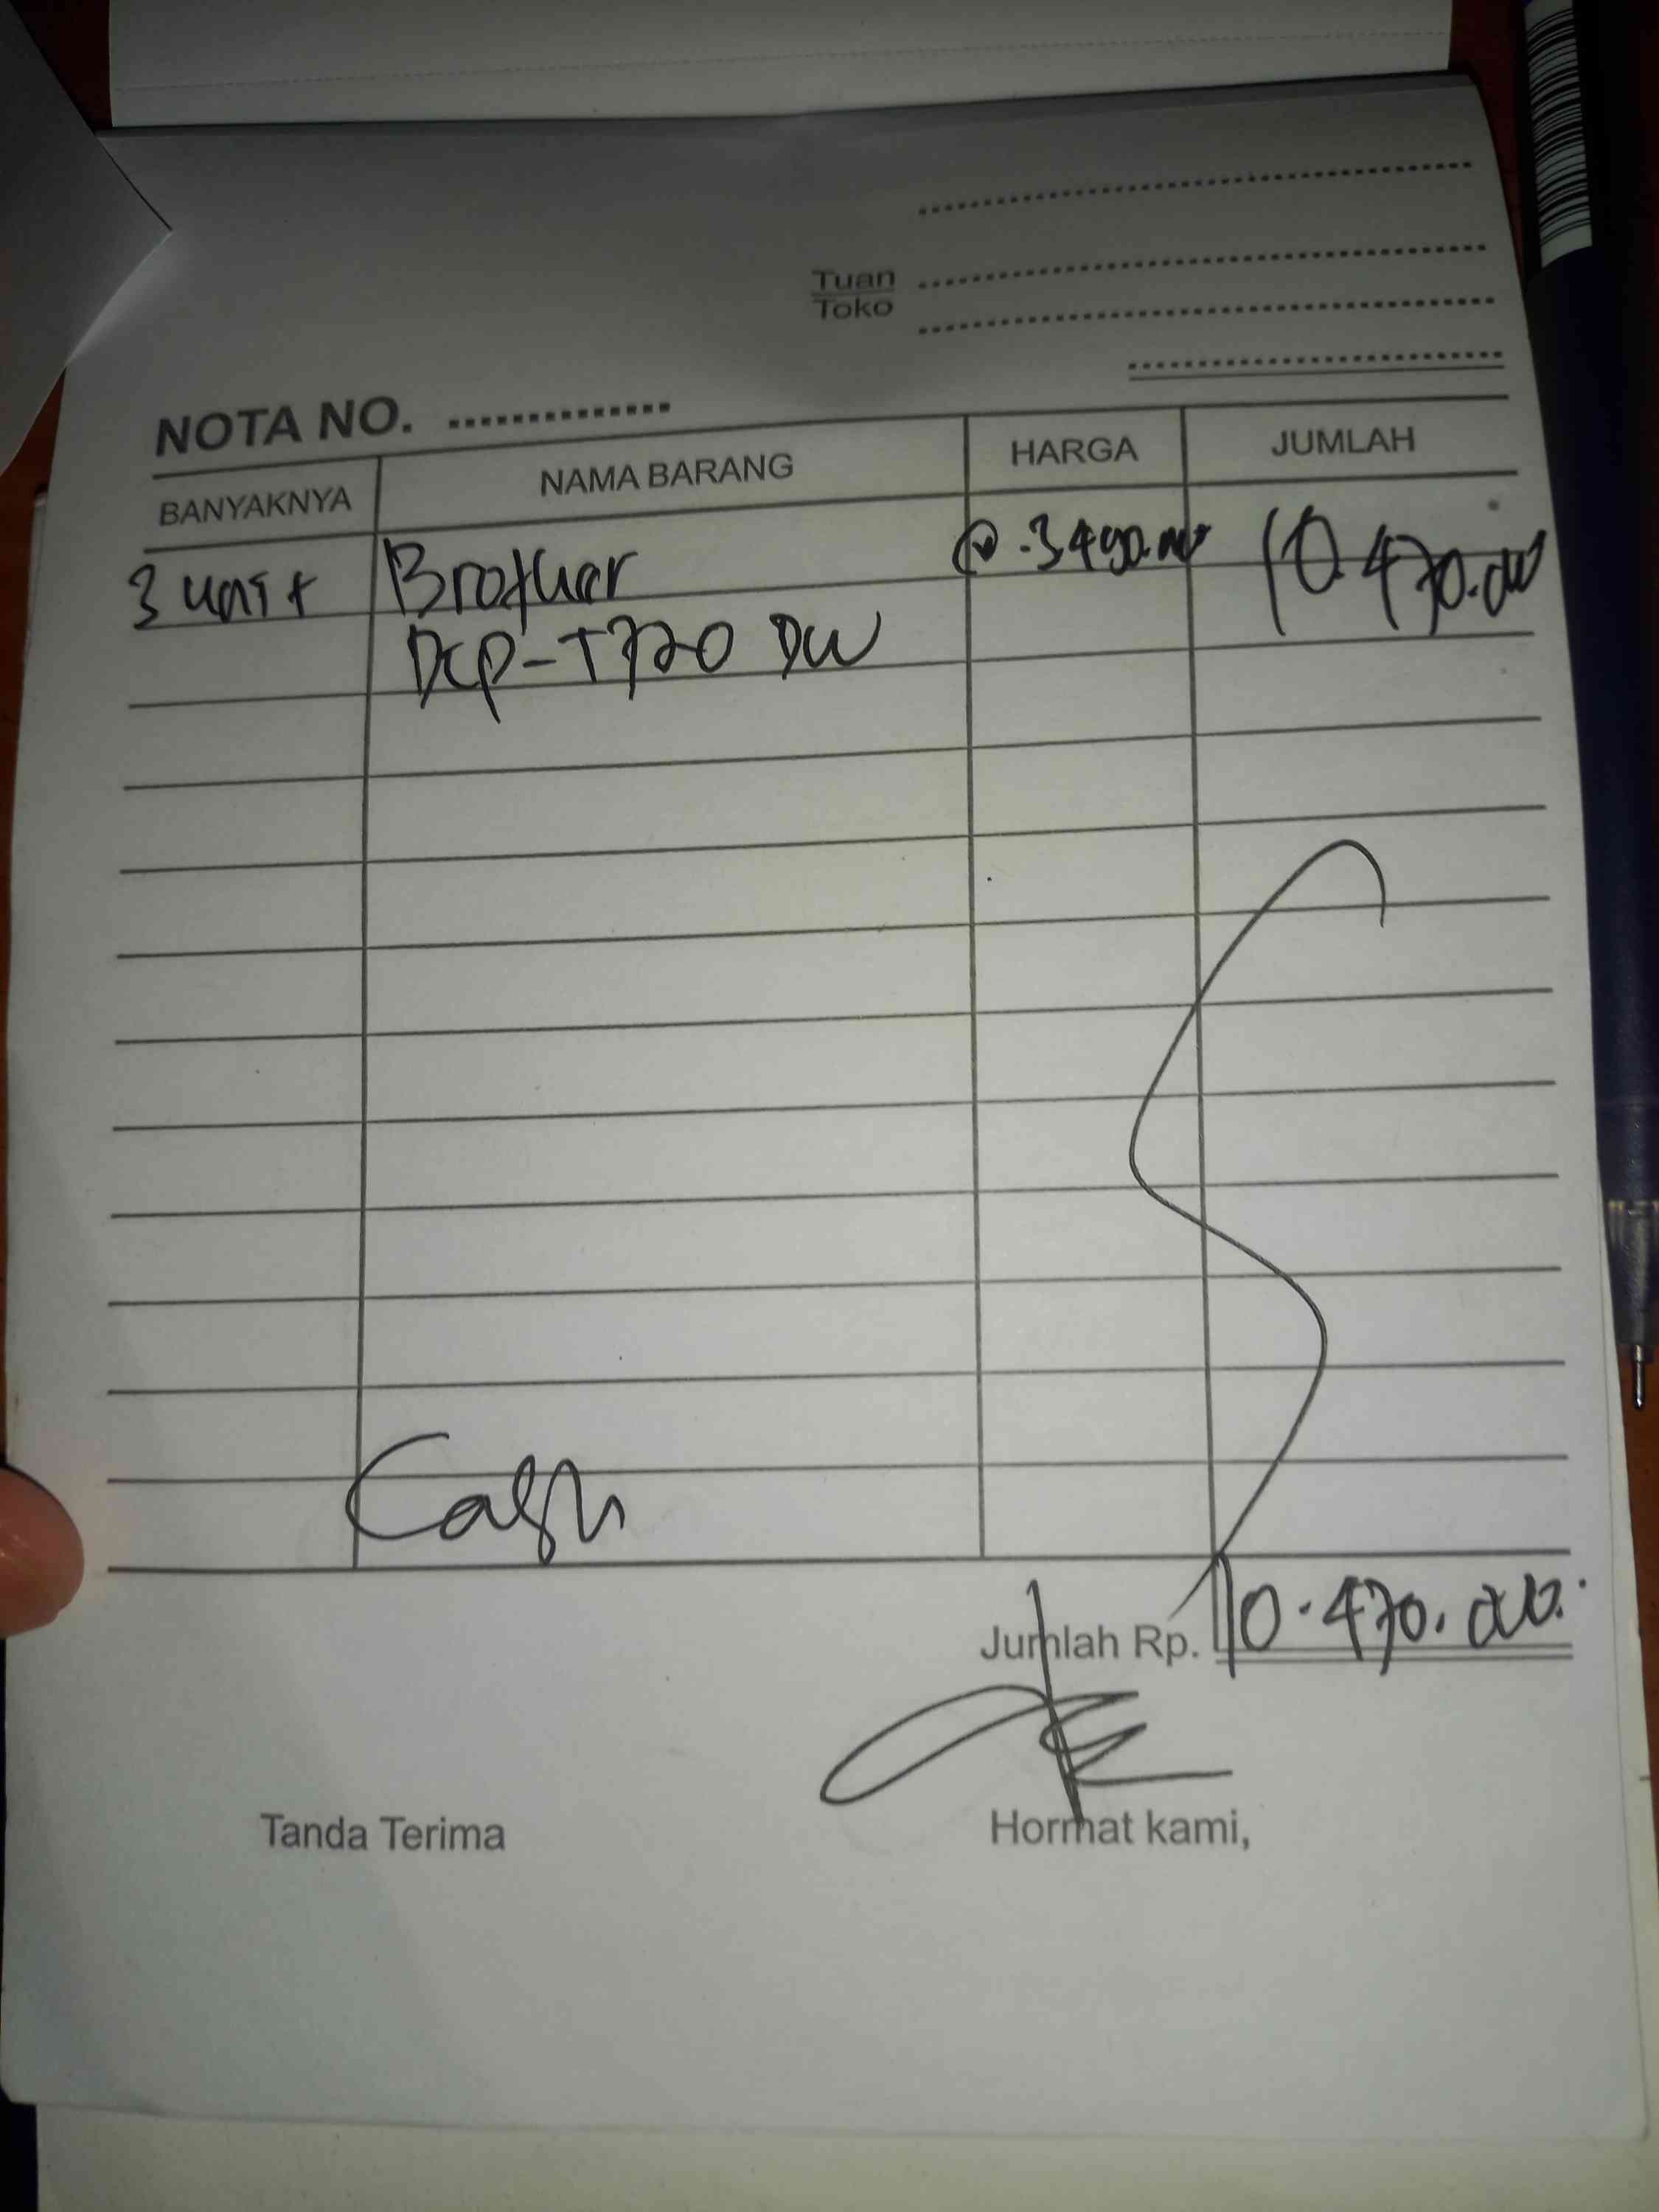 Tuan
Toko
NOTA NO. ..............
BANYAKNYA NAMA BARANG HARGA JUMLAH
3 unit Brother @.3490.000 10.470.000
DCP-T720 DW
Cash
Jumlah Rp. 10.470.000.
Tanda Terima Hormat kami,